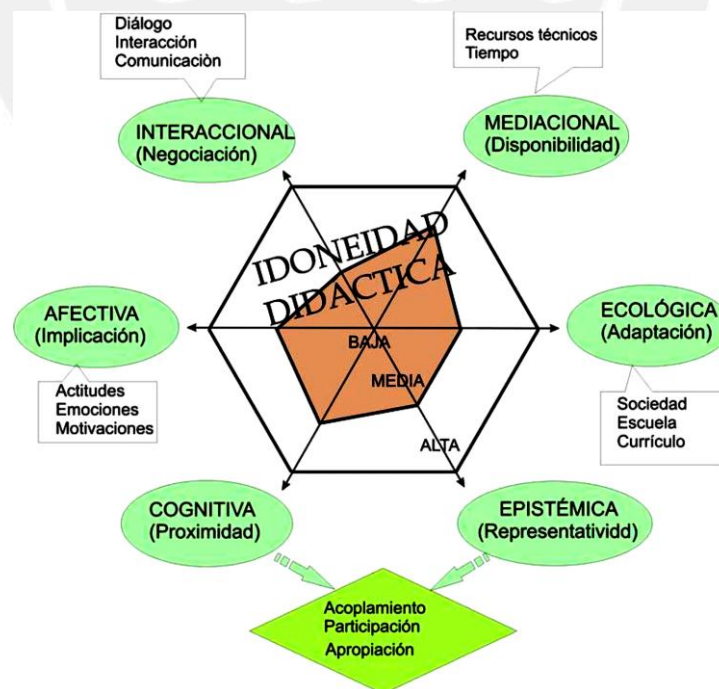 Diálogo
Interacción
Comunicaciòn
Recursos técnicos
Tiempo
INTERACCIONAL
(Negociación)
MEDIACIONAL
(Disponibilidad)
IDONEIDAD
DIDACTICA
AFECTIVA
(Implicación)
ECOLÓGICA
(Adaptación)
BAJA
MEDIA
ALTA
Actitudes
Emociones
Motivaciones
Sociedad
Escuela
Currículo
COGNITIVA
(Proximidad)
EPISTÉMICA
(Representatividd)
Acoplamiento
Participación
Apropiación